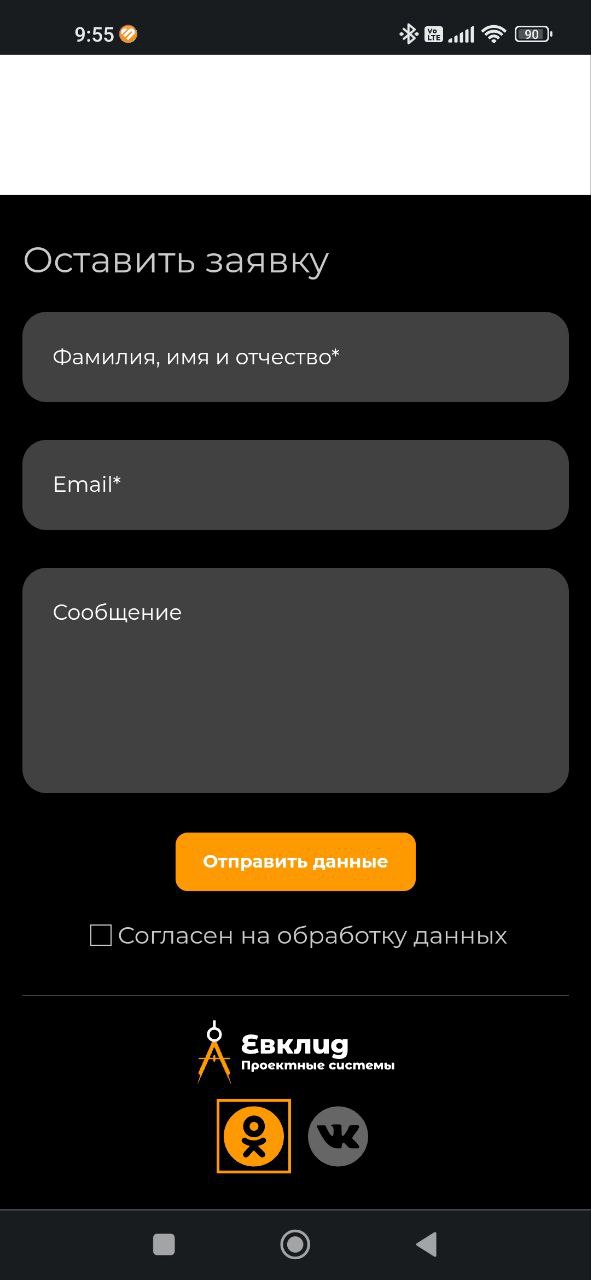 9:55
Vo
LTE
90
Оставить заявку
Фамилия, имя и отчество*
Email*
Сообщение
Отправить данные
Согласен на обработку данных
Евклид
Проектные системы